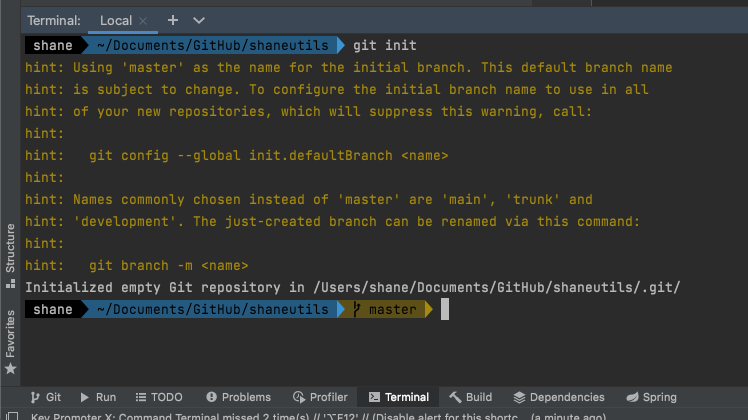 Terminal: Local × + ∨
shane ~/Documents/GitHub/shaneutils git init
hint: Using 'master' as the name for the initial branch. This default branch name
hint: is subject to change. To configure the initial branch name to use in all
hint: of your new repositories, which will suppress this warning, call:
hint:
hint:   git config --global init.defaultBranch <name>
hint:
hint: Names commonly chosen instead of 'master' are 'main', 'trunk' and
hint: 'development'. The just-created branch can be renamed via this command:
hint:
hint:   git branch -m <name>
Initialized empty Git repository in /Users/shane/Documents/GitHub/shaneutils/.git/
shane ~/Documents/GitHub/shaneutils master
Structure
Favorites
Git Run TODO Problems Profiler Terminal Build Dependencies Spring
Key Promoter X: Command Terminal missed 2 time(s) // '⌥F12' // (Disable alert for this shortc... (a minute ago)